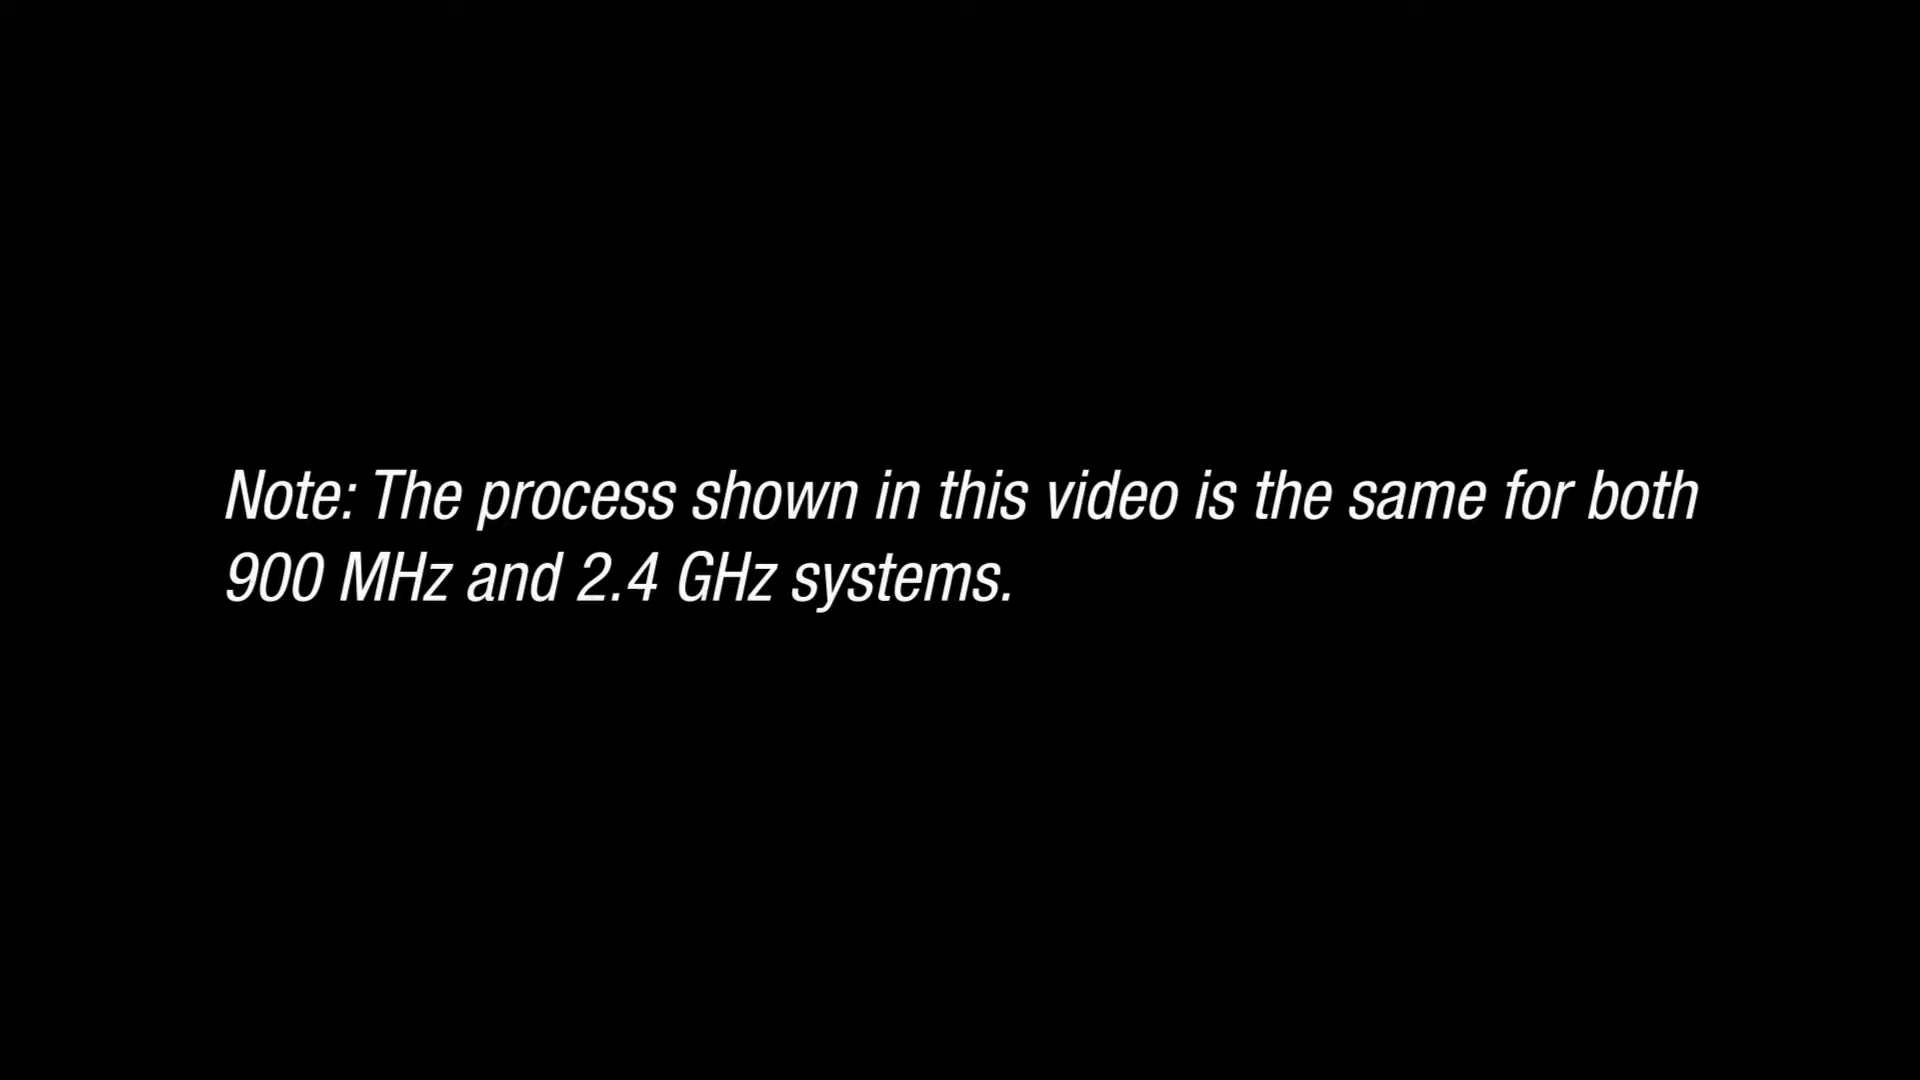 Note: The process shown in this video is the same for both
900 MHz and 2.4 GHz systems.